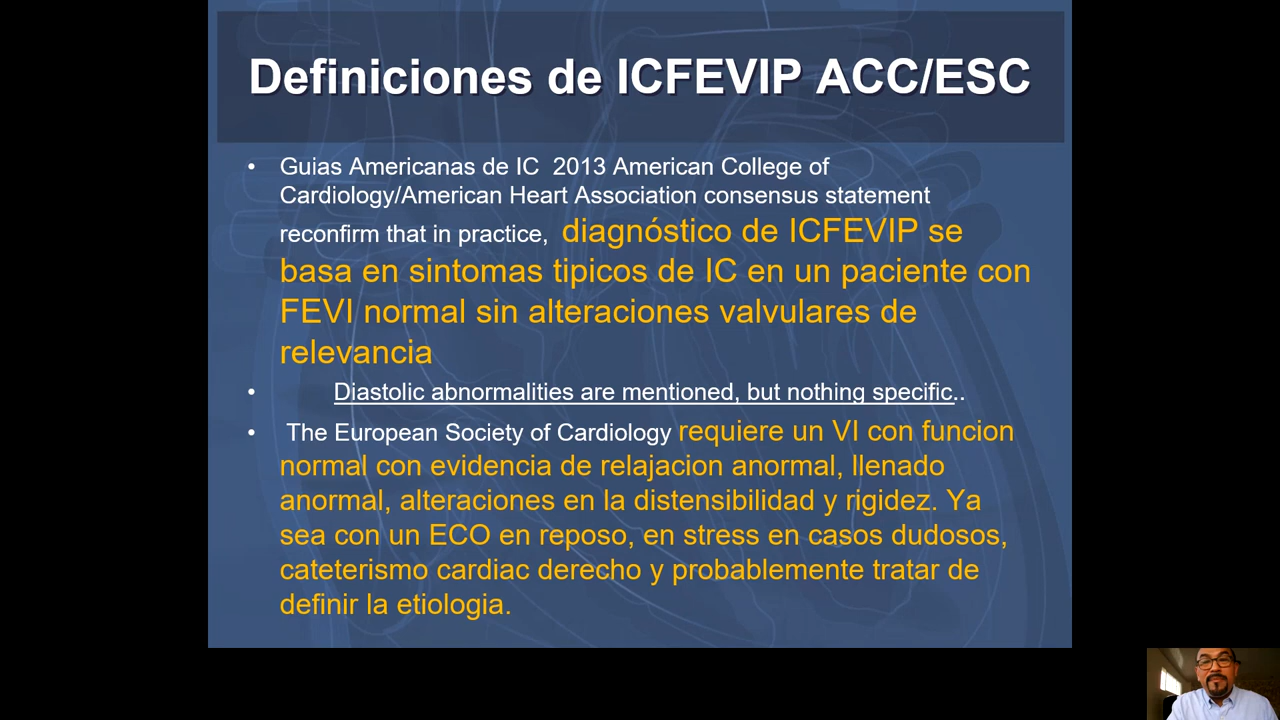 Definiciones de ICFEVIP ACC/ESC
• Guias Americanas de IC 2013 American College of
Cardiology/American Heart Association consensus statement
reconfirm that in practice, diagnóstico de ICFEVIP se
basa en sintomas tipicos de IC en un paciente con
FEVI normal sin alteraciones valvulares de
relevancia
• Diastolic abnormalities are mentioned, but nothing specific..
• The European Society of Cardiology requiere un VI con funcion
normal con evidencia de relajacion anormal, llenado
anormal, alteraciones en la distensibilidad y rigidez. Ya
sea con un ECO en reposo, en stress en casos dudosos,
cateterismo cardiac derecho y probablemente tratar de
definir la etiologia.